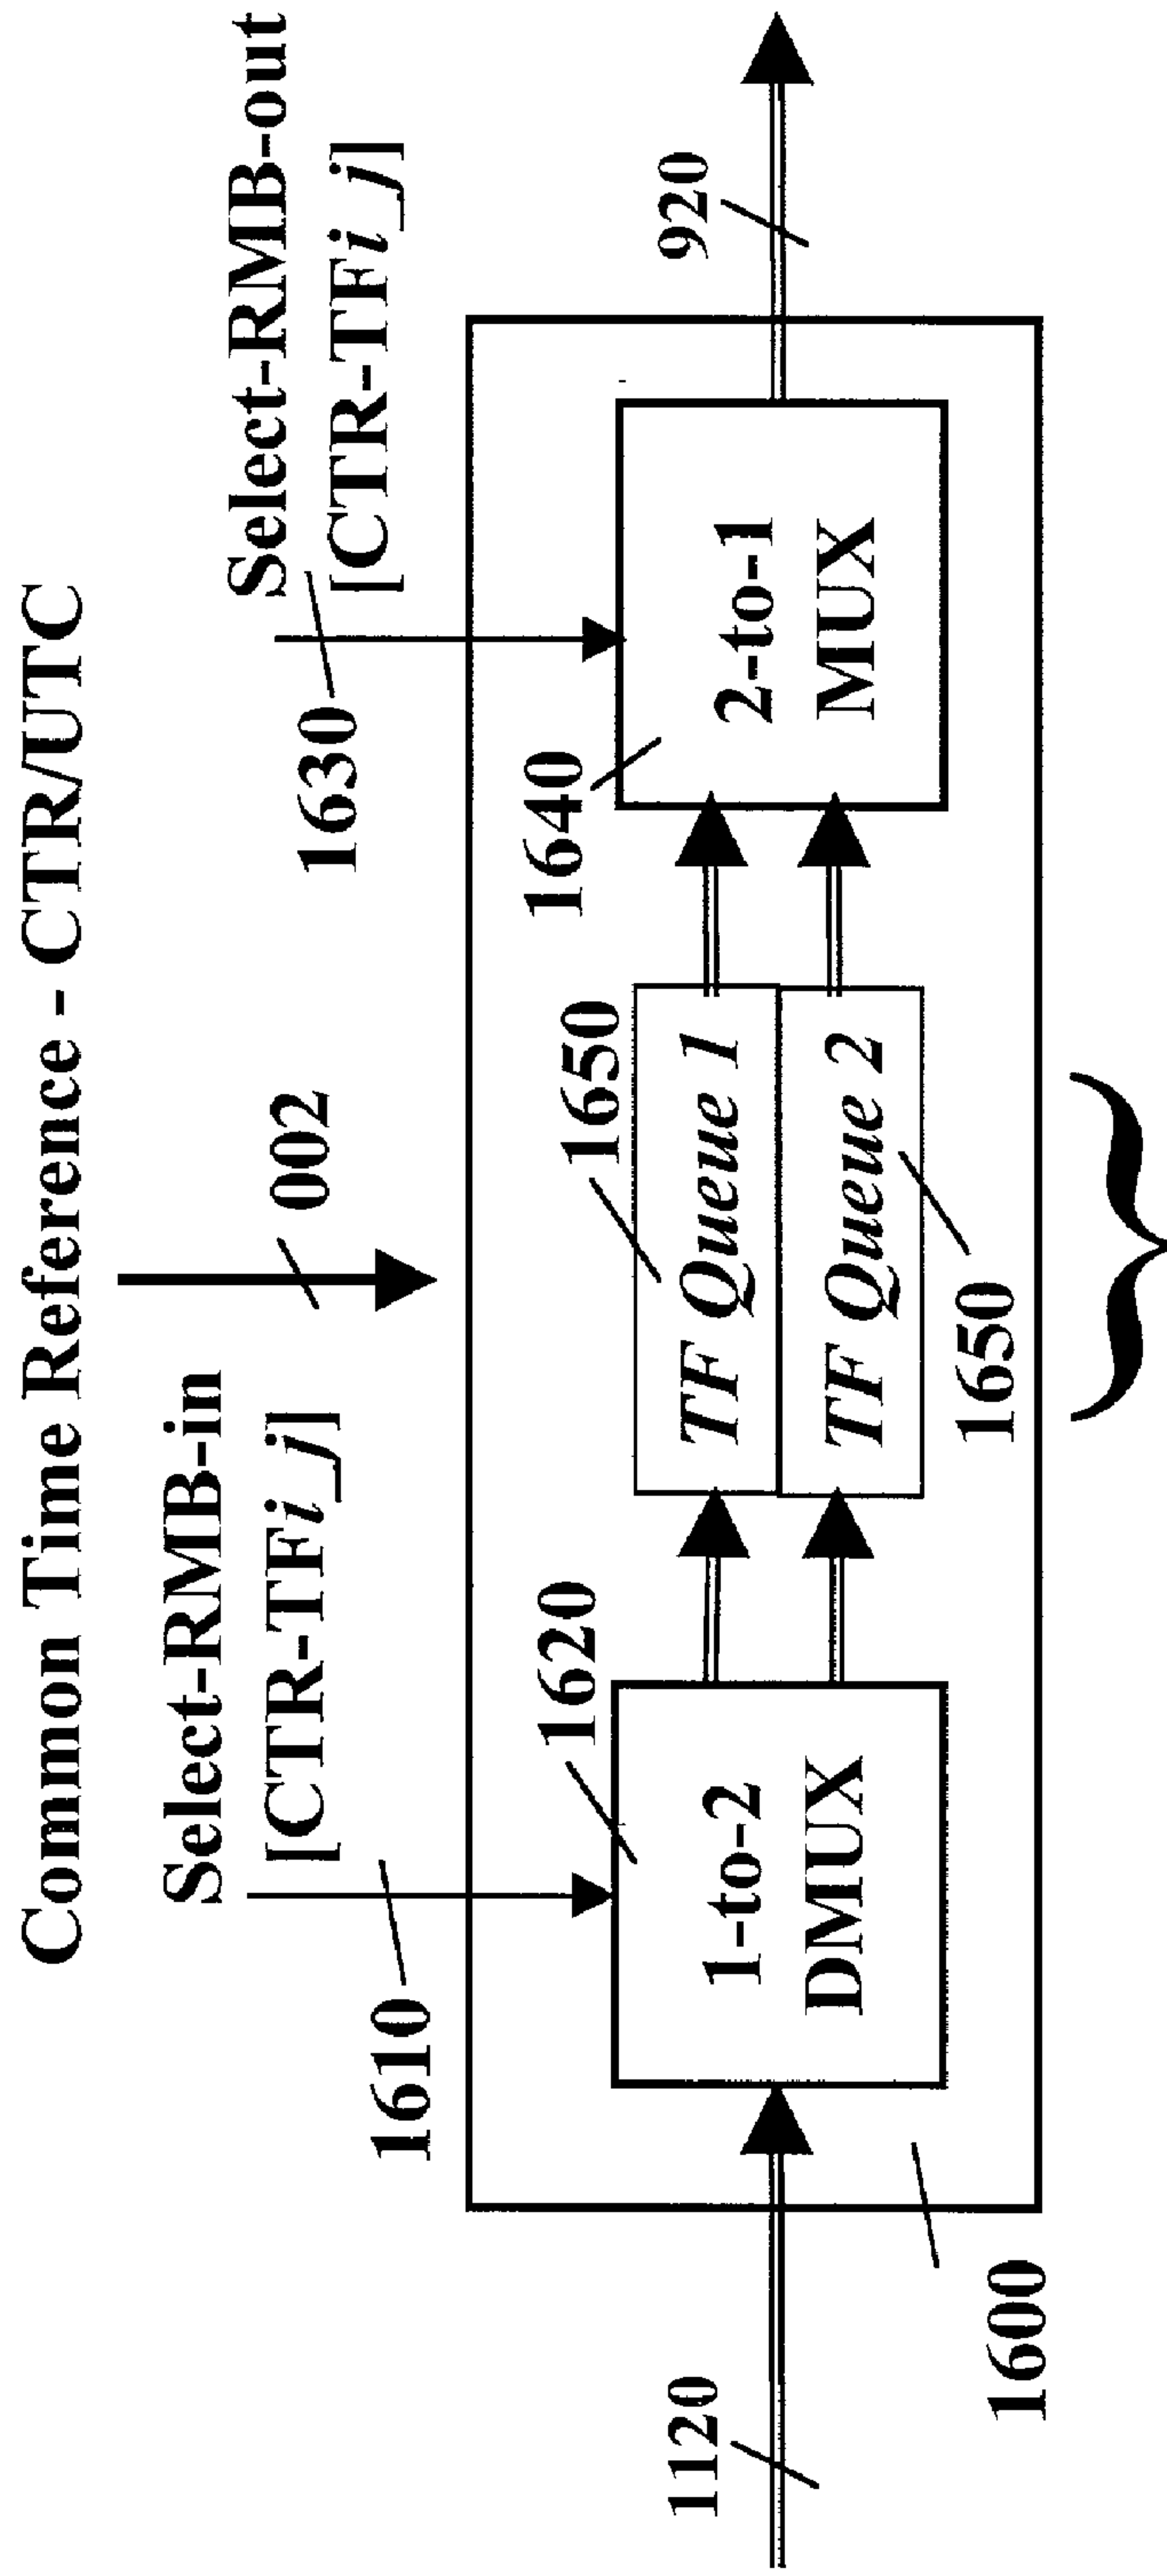 Common Time Reference - CTR/UTC
Select-RMB-in
[CTR-TFi_j]
002
Select-RMB-out
[CTR-TFi_j]
1610
1630
1620
1650
1640
1120
1-to-2
DMUX
TF Queue 1
TF Queue 2
2-to-1
MUX
920
1600
1650